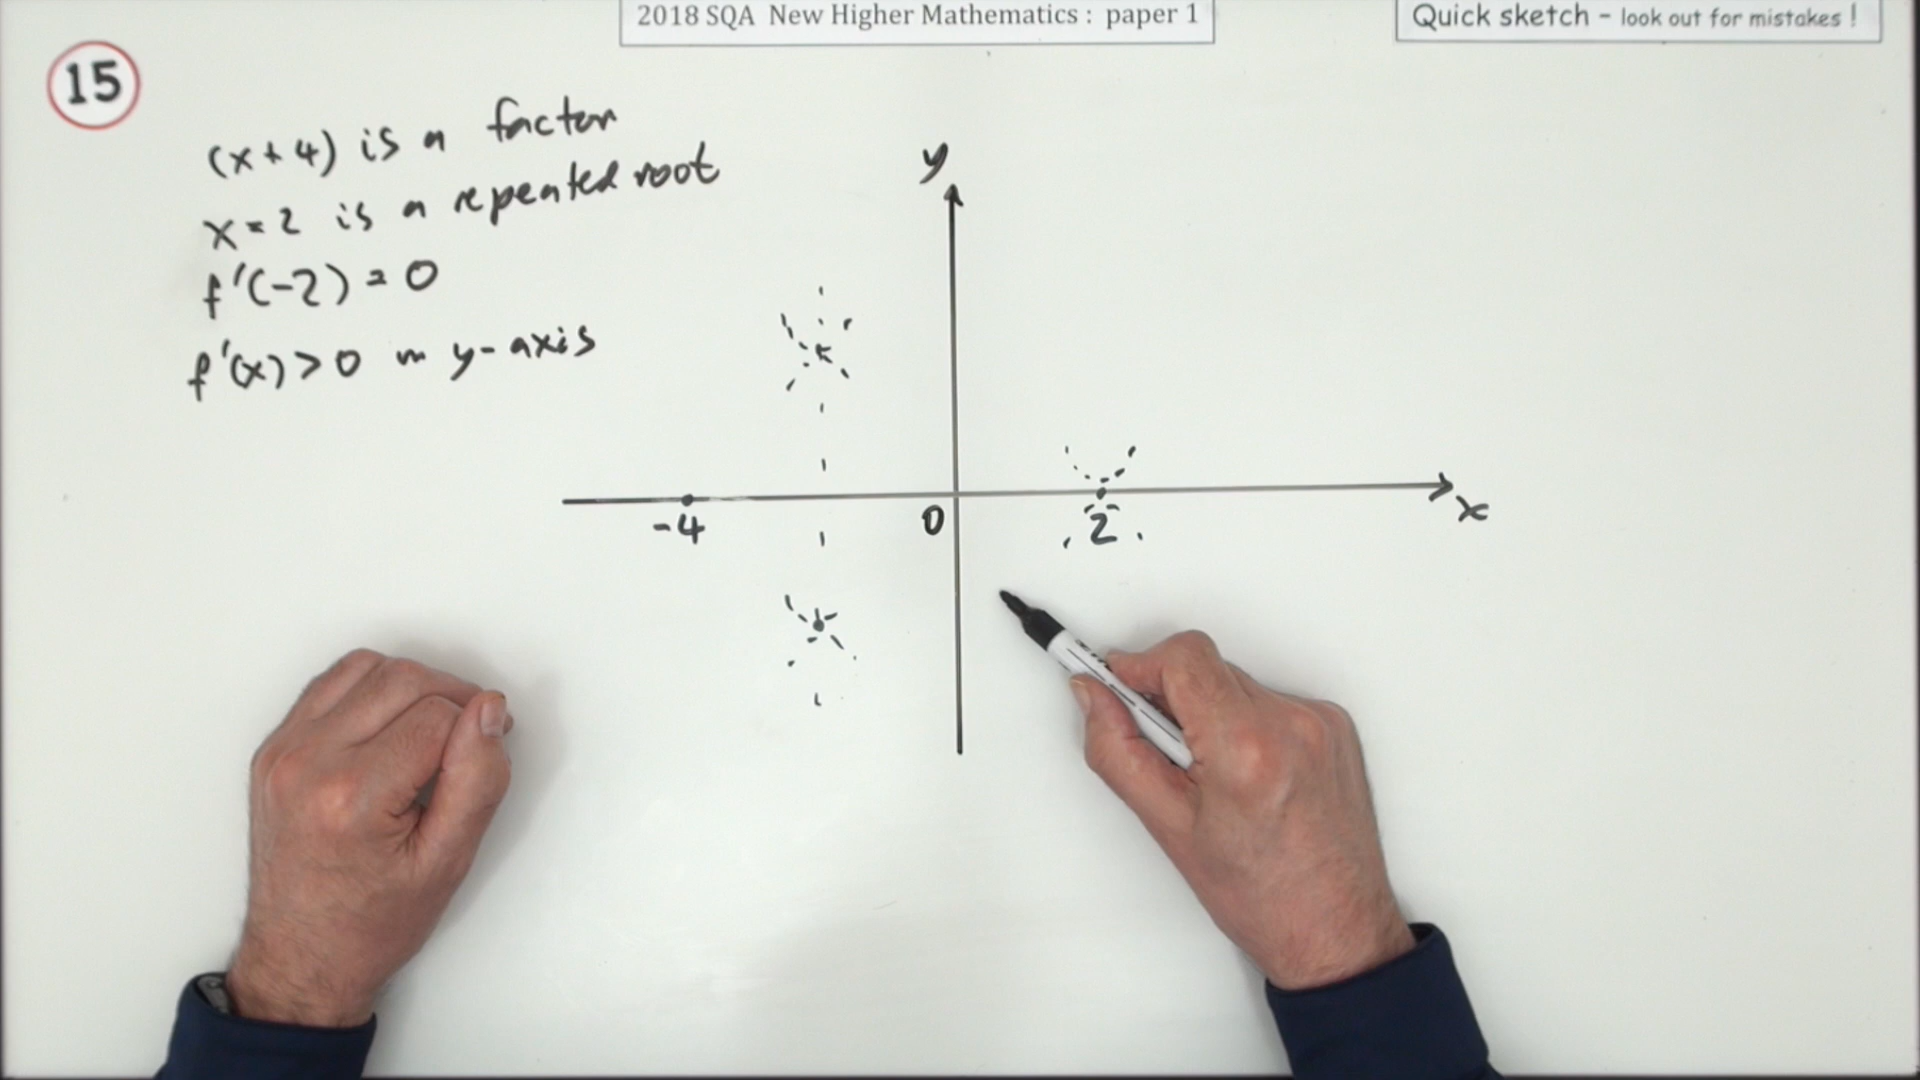 2018 SQA New Higher Mathematics : paper 1
Quick sketch - look out for mistakes !
15
(x+4) is a factor
x=2 is a repeated root
f'(-2) = 0
f'(x) > 0 on y-axis
y
-4
0
2
x